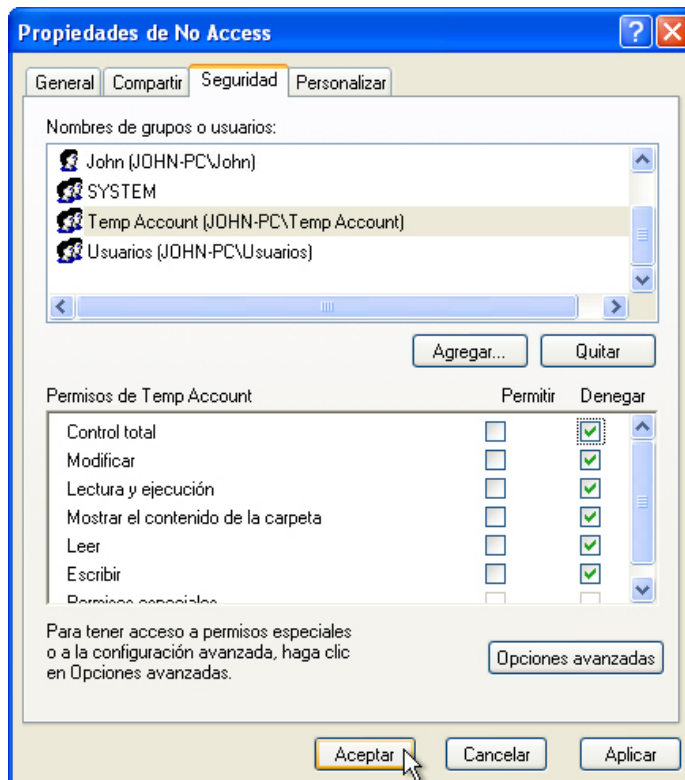 Propiedades de No Access
General Compartir Seguridad Personalizar
Nombres de grupos o usuarios:
John (JOHN-PC\John)
SYSTEM
Temp Account (JOHN-PC\Temp Account)
Usuarios (JOHN-PC\Usuarios)
Agregar... Quitar
Permisos de Temp Account Permitir Denegar
Control total
Modificar
Lectura y ejecución
Mostrar el contenido de la carpeta
Leer
Escribir
Permisos especiales
Para tener acceso a permisos especiales
o a la configuración avanzada, haga clic
en Opciones avanzadas.
Opciones avanzadas
Aceptar Cancelar Aplicar